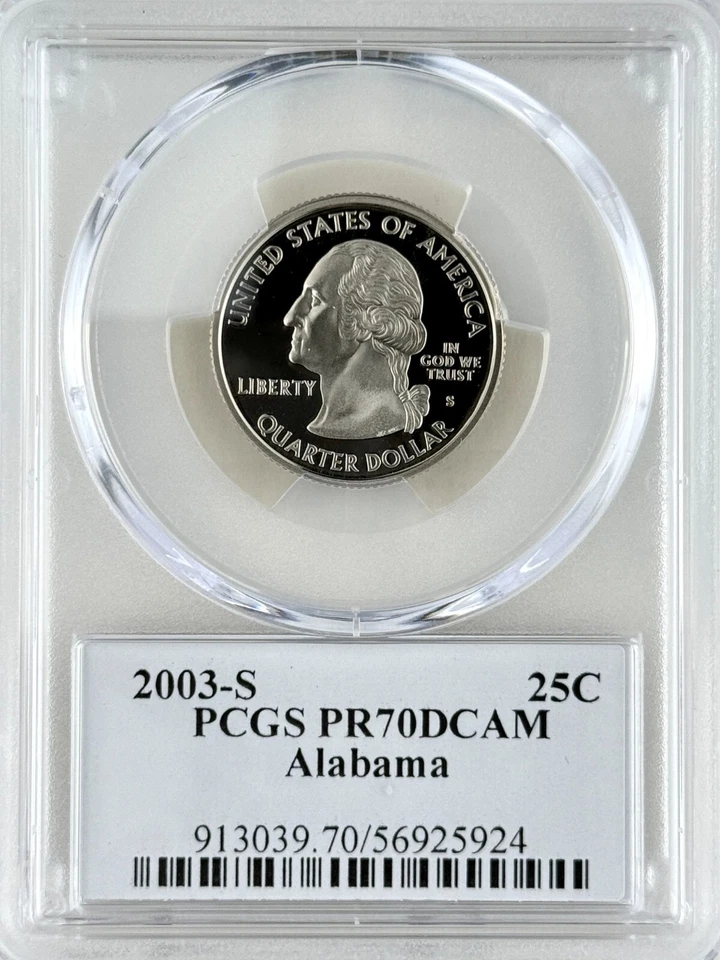 UNITED STATES OF AMERICA
IN
GOD WE
TRUST
LIBERTY
S
QUARTER DOLLAR
2003-S 25C
PCGS PR70DCAM
Alabama
913039.70/56925924